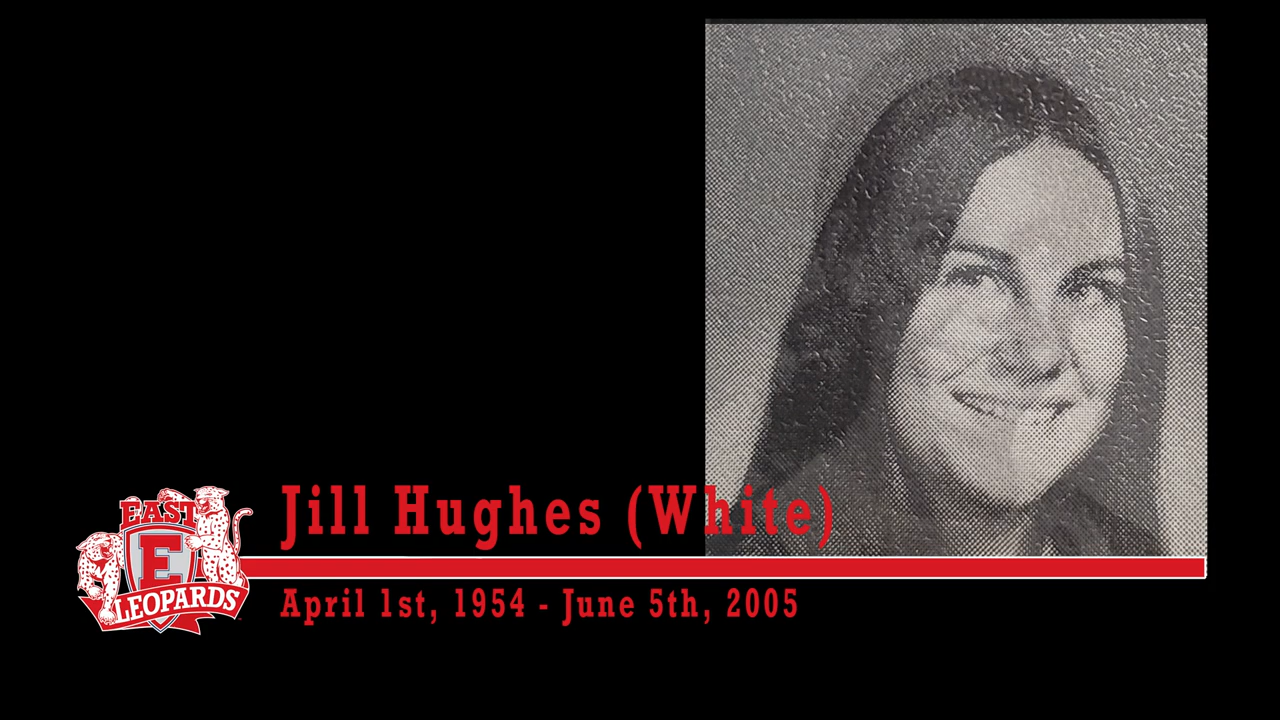 Jill Hughes (White)
EAST
E
LEOPARDS
April 1st, 1954 - June 5th, 2005